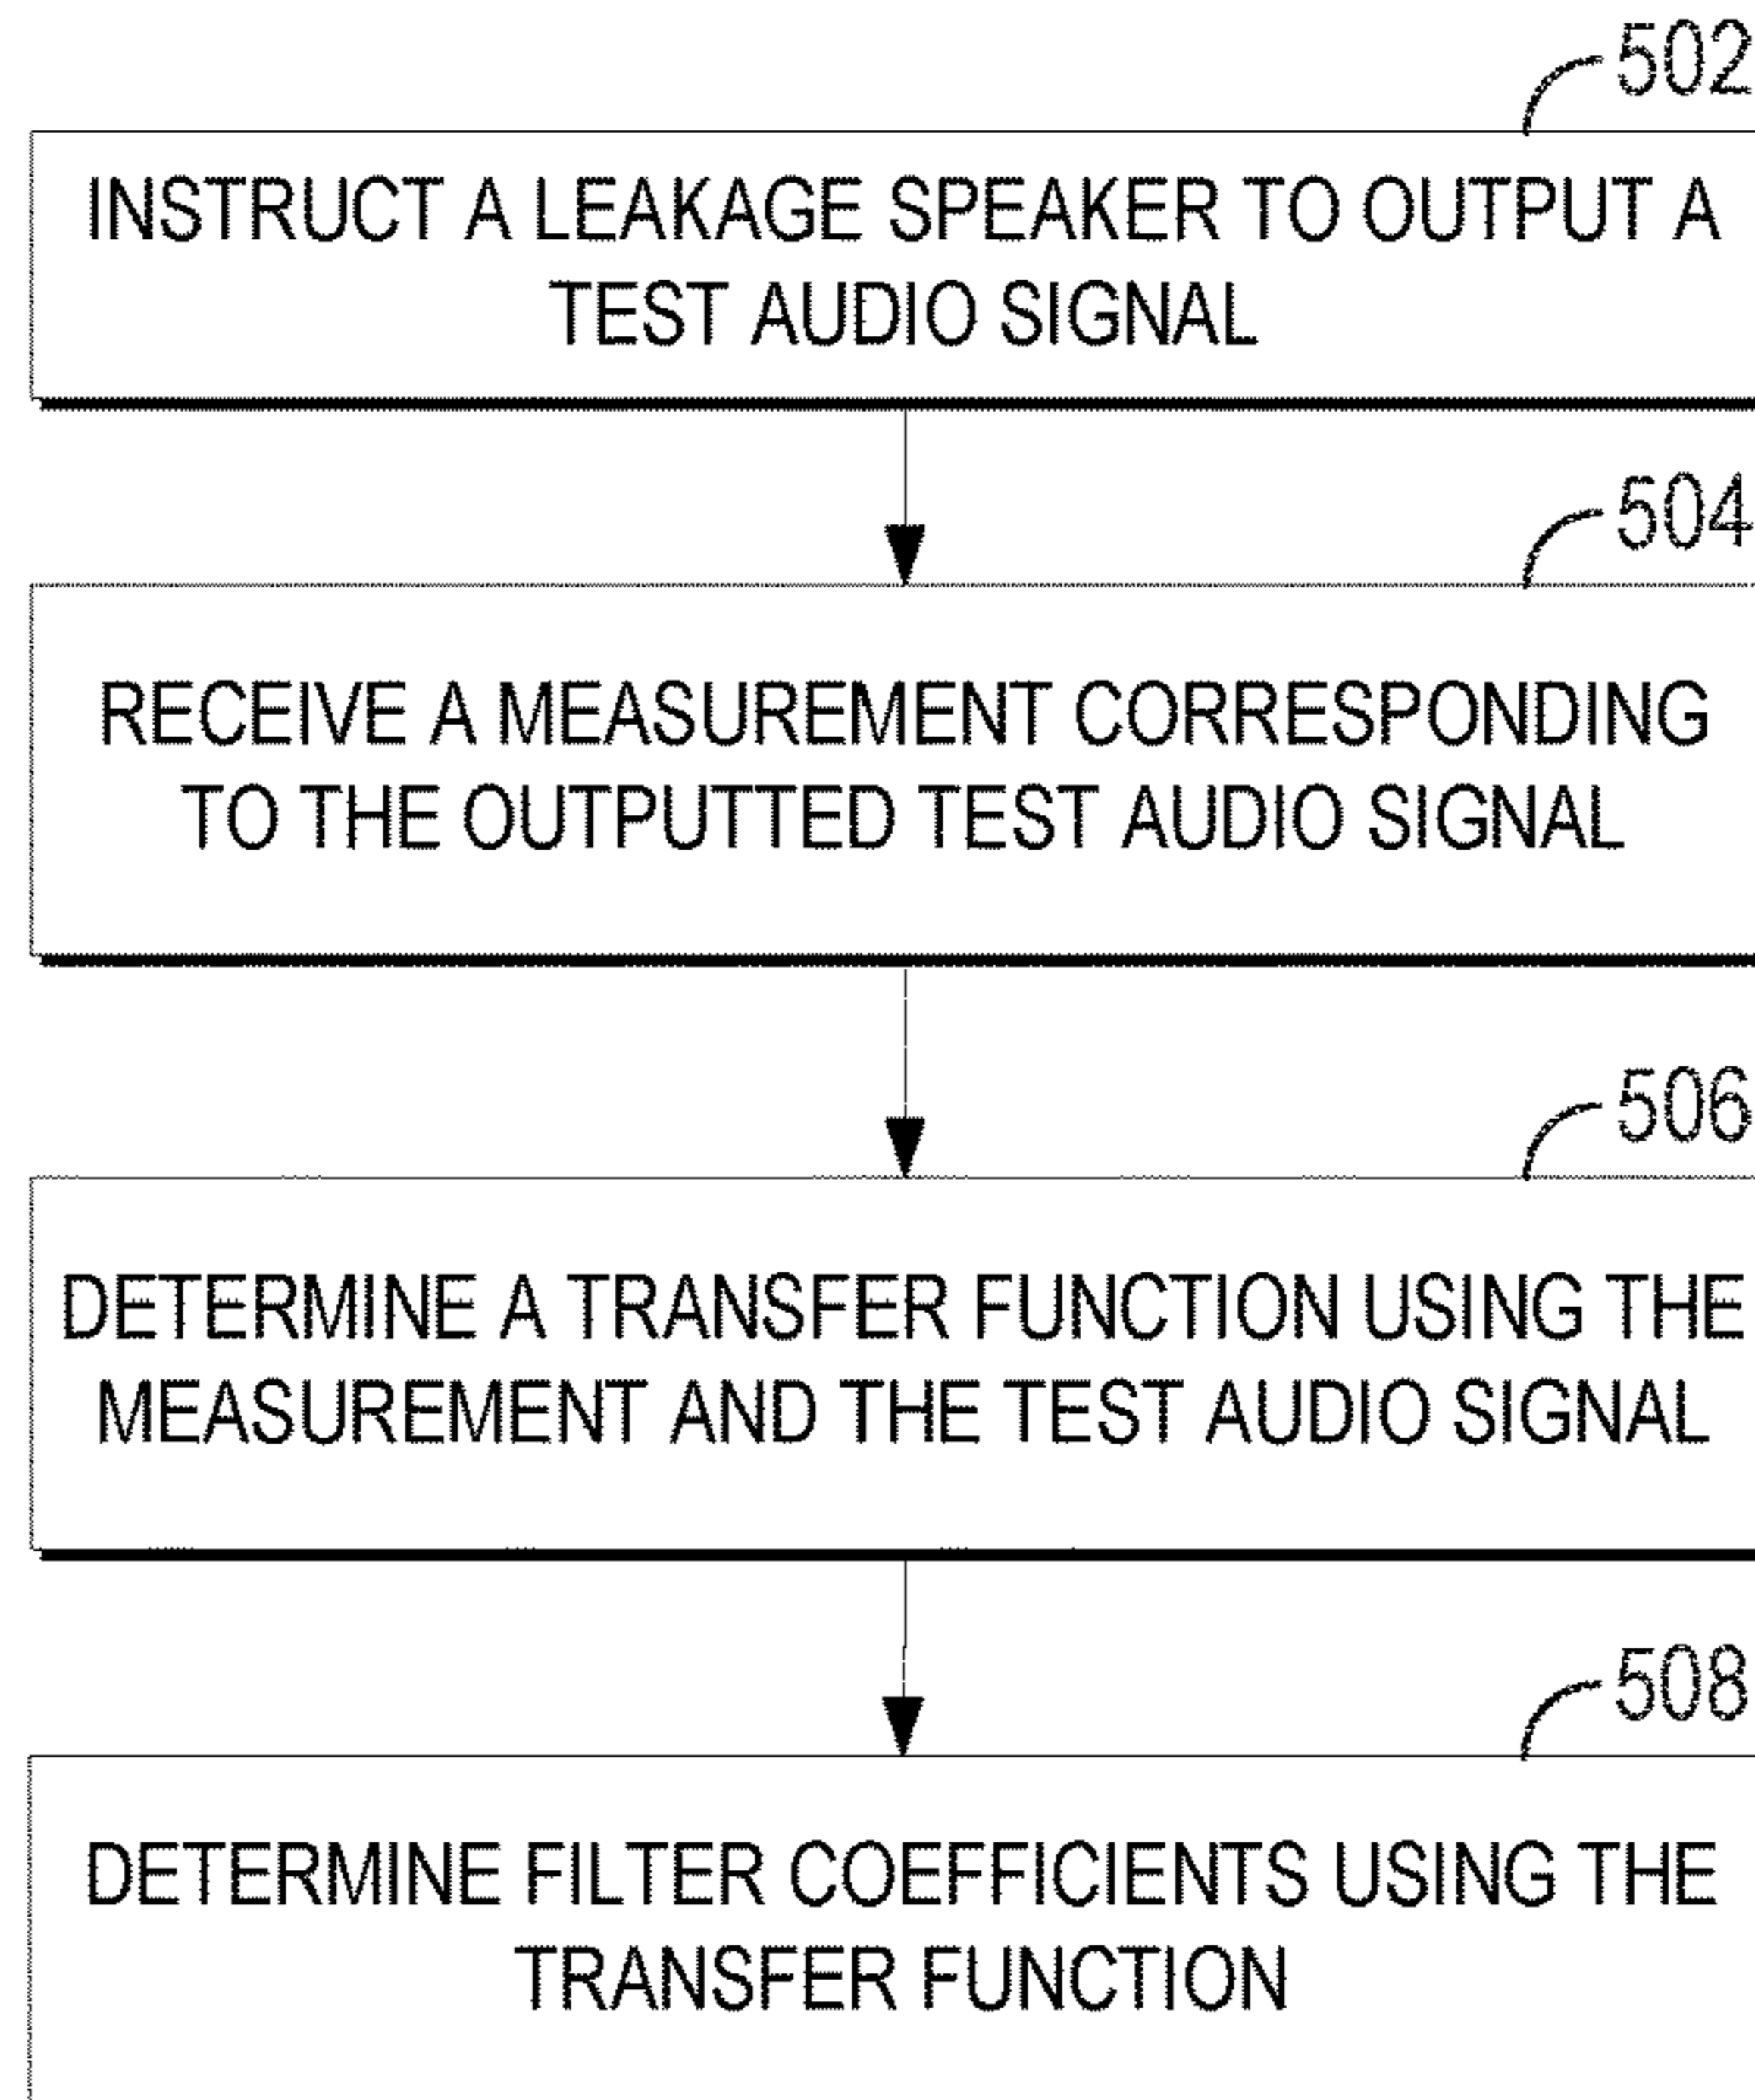 502
INSTRUCT A LEAKAGE SPEAKER TO OUTPUT A
TEST AUDIO SIGNAL
504
RECEIVE A MEASUREMENT CORRESPONDING
TO THE OUTPUTTED TEST AUDIO SIGNAL
506
DETERMINE A TRANSFER FUNCTION USING THE
MEASUREMENT AND THE TEST AUDIO SIGNAL
508
DETERMINE FILTER COEFFICIENTS USING THE
TRANSFER FUNCTION